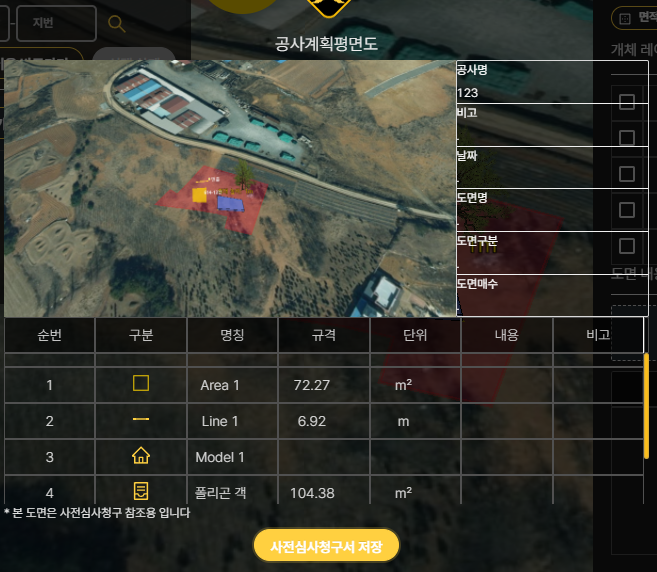 지번
면적
공사계획평면도
개체 레이
공사명
123
비고
-
날짜
-
도면명
-
도면구분
-
도면매수
도면 내용
순번 구분 명칭 규격 단위 내용 비고
1 Area 1 72.27 m²
2 Line 1 6.92 m
3 Model 1
4 폴리곤 객 104.38 m²
* 본 도면은 사전심사청구 참조용 입니다
사전심사청구서 저장